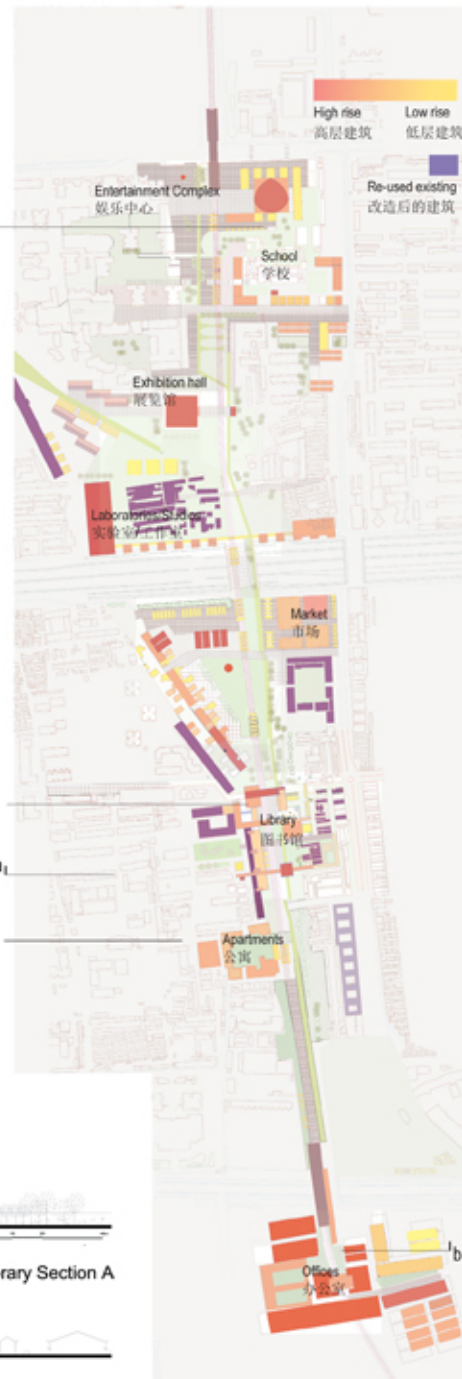 High rise
高层建筑
Low rise
低层建筑
Re-used existing
改造后的建筑
Entertainment Complex
娱乐中心
School
学校
Exhibition hall
展览馆
Laboratories/Studios
实验室/工作室
Market
市场
Library
图书馆
Apartments
公寓
Offices
办公室
b
rary Section A